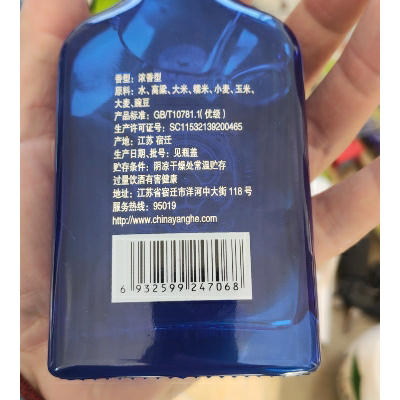 香型：浓香型
原料：水、高粱、大米、糯米、小麦、玉米、
大麦、豌豆
产品标准：GB/T10781.1(优级)
生产许可证号：SC11532139200465
产地：江苏 宿迁
生产日期、批号：见瓶盖
贮存条件：阴凉干燥处常温贮存
过量饮酒有害健康
地址：江苏省宿迁市洋河中大街 118 号
服务热线：95019
http://www.chinayanghe.com
6 932599 247068